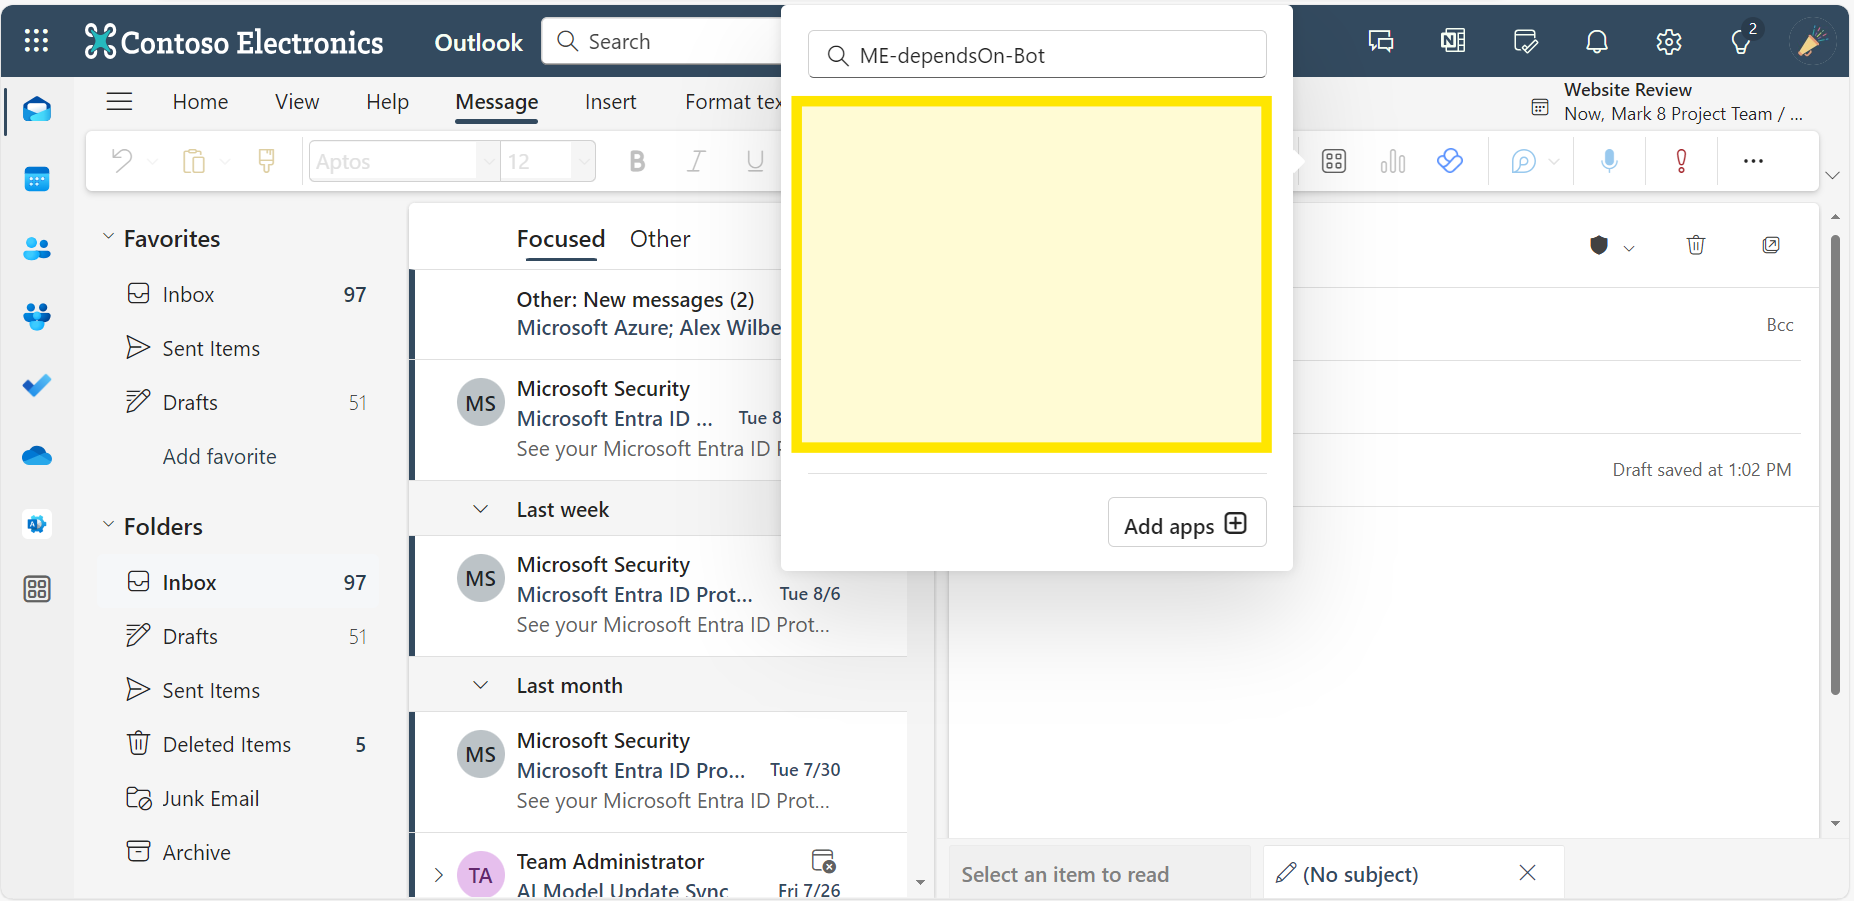 Contoso Electronics
Outlook
Search
ME-dependsOn-Bot
2
Home
View
Help
Message
Insert
Format tex
Website Review
Now, Mark 8 Project Team / ...
Aptos
12
B
I
U
Favorites
Inbox 97
Sent Items
Drafts 51
Add favorite
Folders
Inbox 97
Drafts 51
Sent Items
Deleted Items 5
Junk Email
Archive
Focused
Other
Other: New messages (2)
Microsoft Azure; Alex Wilbe
MS
Microsoft Security
Microsoft Entra ID ... Tue 8
See your Microsoft Entra ID P
Last week
MS
Microsoft Security
Microsoft Entra ID Prot... Tue 8/6
See your Microsoft Entra ID Prot...
Last month
MS
Microsoft Security
Microsoft Entra ID Pro... Tue 7/30
See your Microsoft Entra ID Prot...
TA
Team Administrator
AI Model Update Sync Fri 7/26
Add apps
Bcc
Draft saved at 1:02 PM
Select an item to read
(No subject)